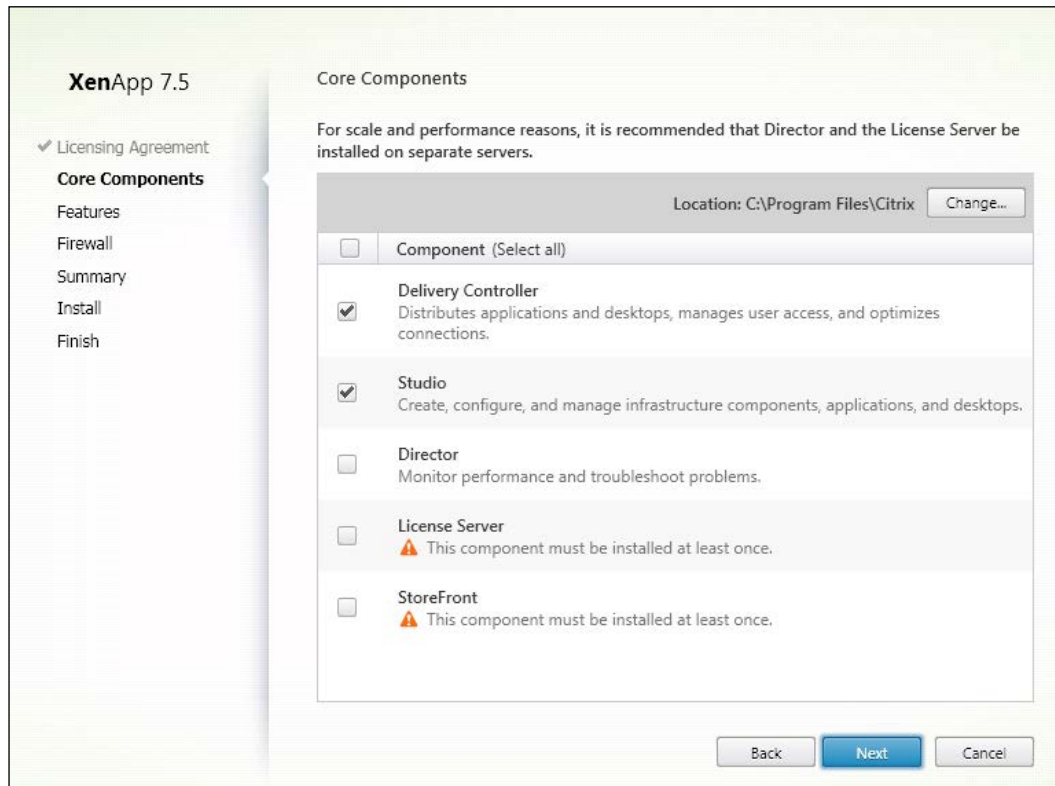 XenApp 7.5
Licensing Agreement
Core Components
Features
Firewall
Summary
Install
Finish
Core Components
For scale and performance reasons, it is recommended that Director and the License Server be
installed on separate servers.
Location: C:\Program Files\Citrix
Change...
Component (Select all)
Delivery Controller
Distributes applications and desktops, manages user access, and optimizes
connections.
Studio
Create, configure, and manage infrastructure components, applications, and desktops.
Director
Monitor performance and troubleshoot problems.
License Server
This component must be installed at least once.
StoreFront
This component must be installed at least once.
Back
Next
Cancel